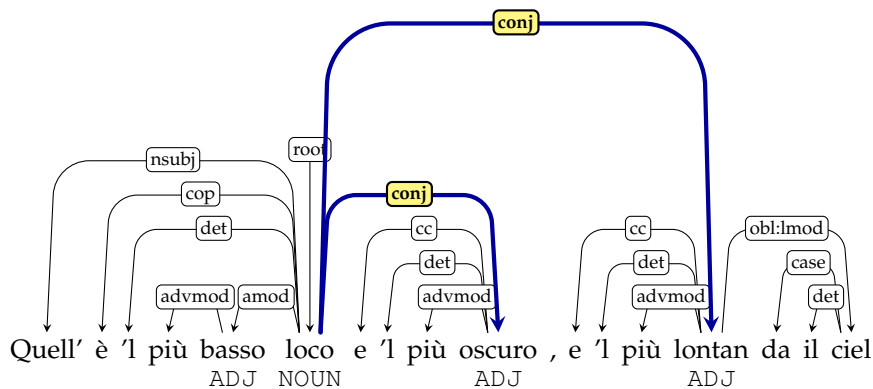 conj
root
nsubj
cop
conj
det
cc
cc
obl:lmod
det
det
case
advmod
amod
advmod
advmod
det
Quell' è 'l più basso loco e 'l più oscuro , e 'l più lontan da il ciel
ADJ NOUN ADJ ADJ